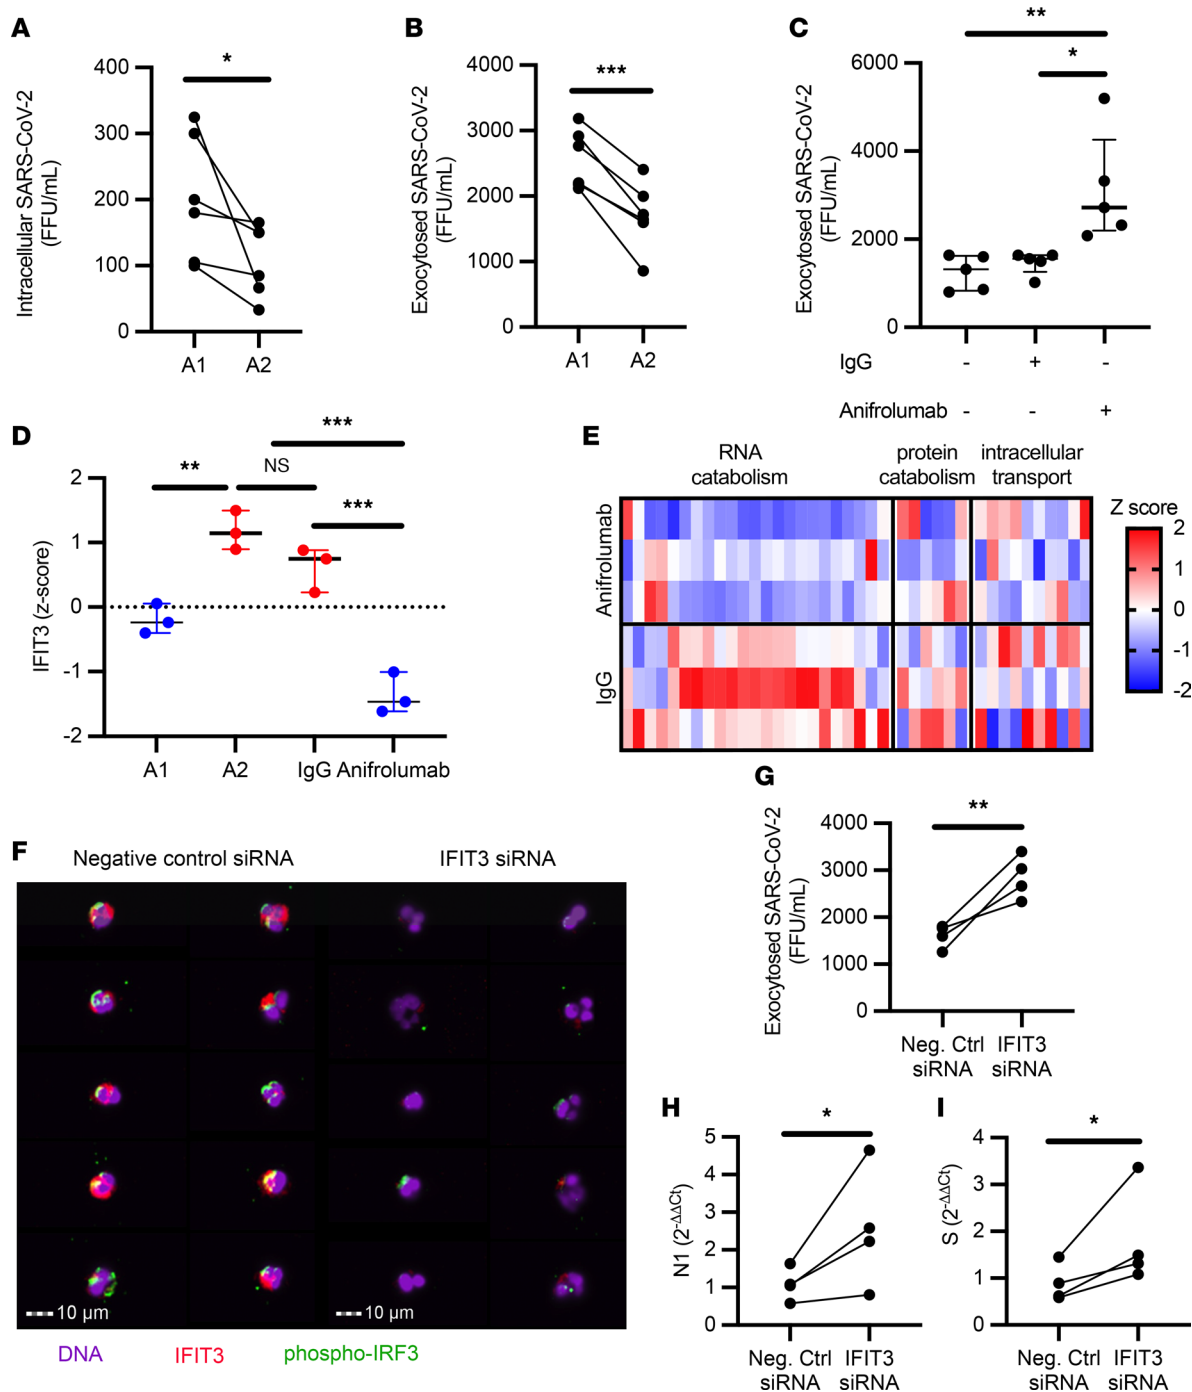 A
Intracellular SARS-CoV-2
(FFU/mL)
400
300
200
100
0
*
A1 A2
B
Exocytosed SARS-CoV-2
(FFU/mL)
4000
3000
2000
1000
0
***
A1 A2
C
Exocytosed SARS-CoV-2
(FFU/mL)
6000
4000
2000
0
**
*
IgG - + -
Anifrolumab - - +
D
IFIT3 (z-score)
2
1
0
-1
-2
***
**
NS
***
A1 A2 IgG Anifrolumab
E
RNA
catabolism
protein
catabolism
intracellular
transport
Anifrolumab
IgG
Z score
2
1
0
-1
-2
F
Negative control siRNA IFIT3 siRNA
10 µm 10 µm
DNA IFIT3 phospho-IRF3
G
Exocytosed SARS-CoV-2
(FFU/mL)
4000
3000
2000
1000
0
**
Neg. Ctrl IFIT3
siRNA siRNA
H
N1 (2-ΔΔCt)
5
4
3
2
1
0
*
Neg. Ctrl IFIT3
siRNA siRNA
I
S (2-ΔΔCt)
4
3
2
1
0
*
Neg. Ctrl IFIT3
siRNA siRNA